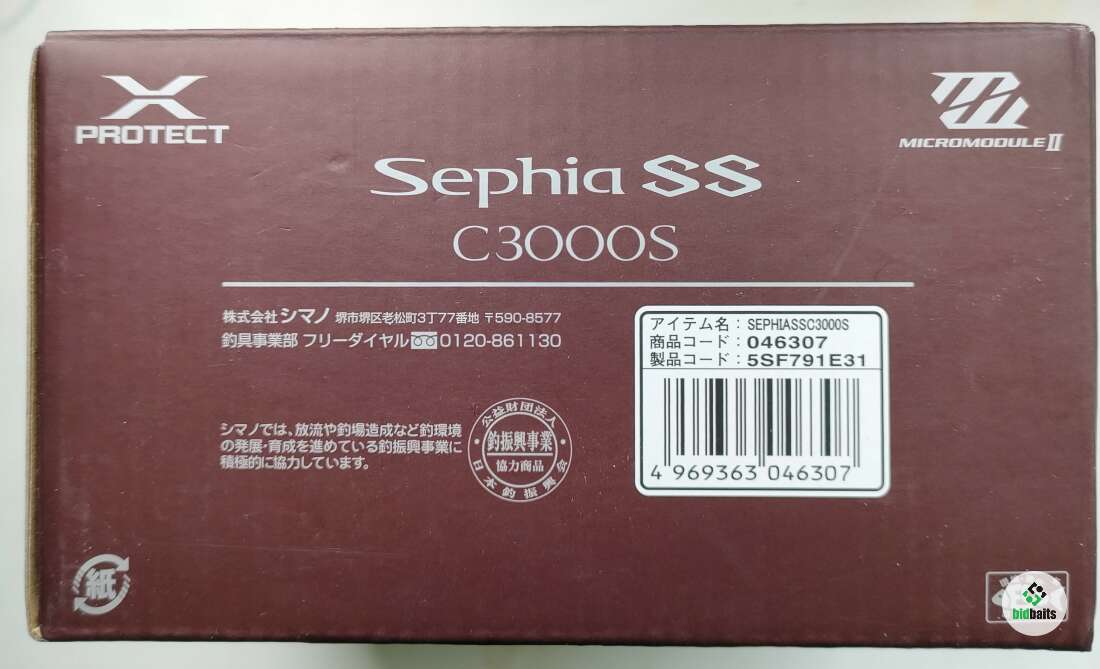 X
PROTECT
MICROMODULE II
Sephia SS
C3000S
株式会社シマノ 堺市堺区老松町3丁77番地 〒590-8577
釣具事業部 フリーダイヤル 0120-861130
アイテム名：SEPHIASSC3000S
商品コード：046307
製品コード：5SF791E31
4 969363 046307
シマノでは、放流や釣場造成など釣環境
の発展・育成を進めている釣振興事業に
積極的に協力しています。
公益財団法人
釣振興事業
協力商品
日本釣振興会
紙
bidbaits